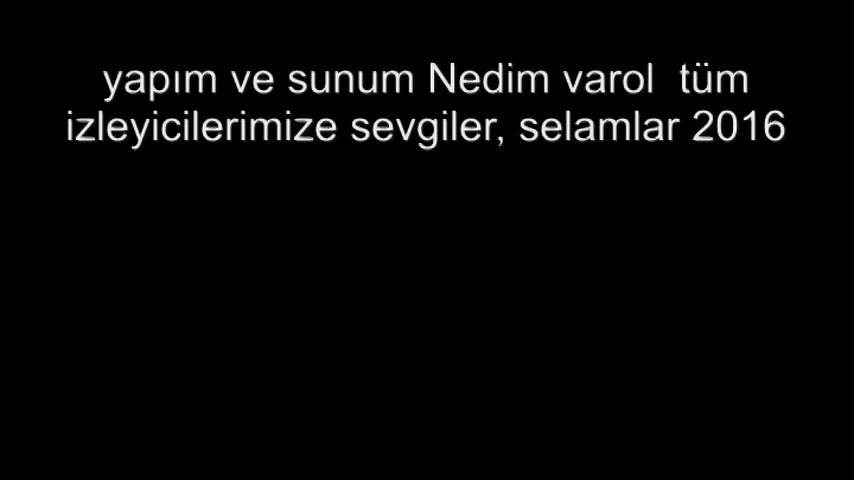 yapım ve sunum Nedim varol  tüm
izleyicilerimize sevgiler, selamlar 2016